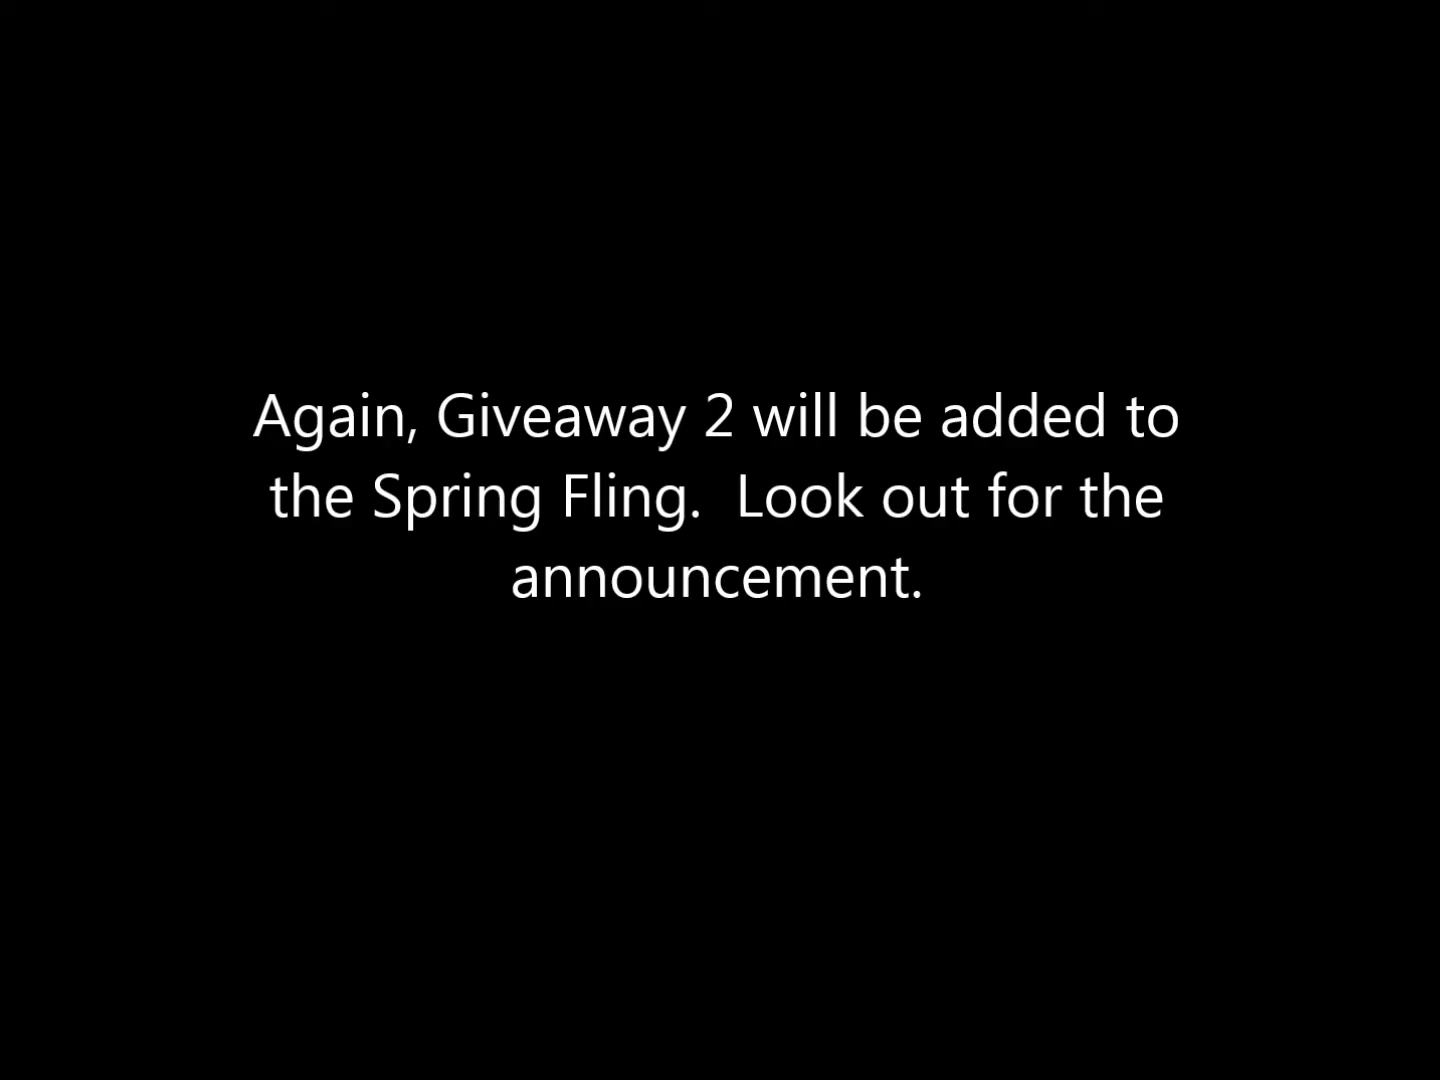 Again, Giveaway 2 will be added to
the Spring Fling.  Look out for the
announcement.